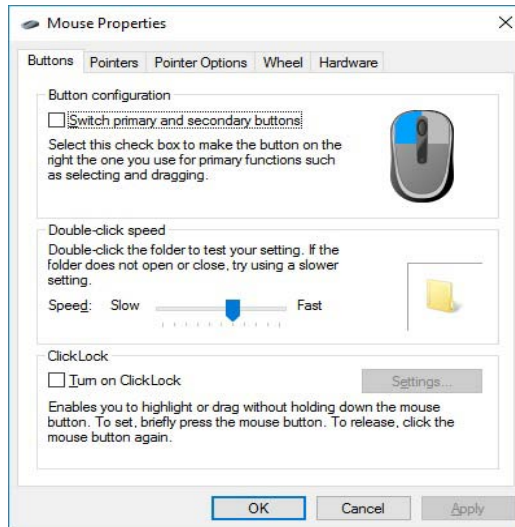 Mouse Properties
Buttons Pointers Pointer Options Wheel Hardware
Button configuration
Switch primary and secondary buttons
Select this check box to make the button on the
right the one you use for primary functions such
as selecting and dragging.
Double-click speed
Double-click the folder to test your setting. If the
folder does not open or close, try using a slower
setting.
Speed: Slow Fast
ClickLock
Turn on ClickLock Settings...
Enables you to highlight or drag without holding down the mouse
button. To set, briefly press the mouse button. To release, click the
mouse button again.
OK Cancel Apply